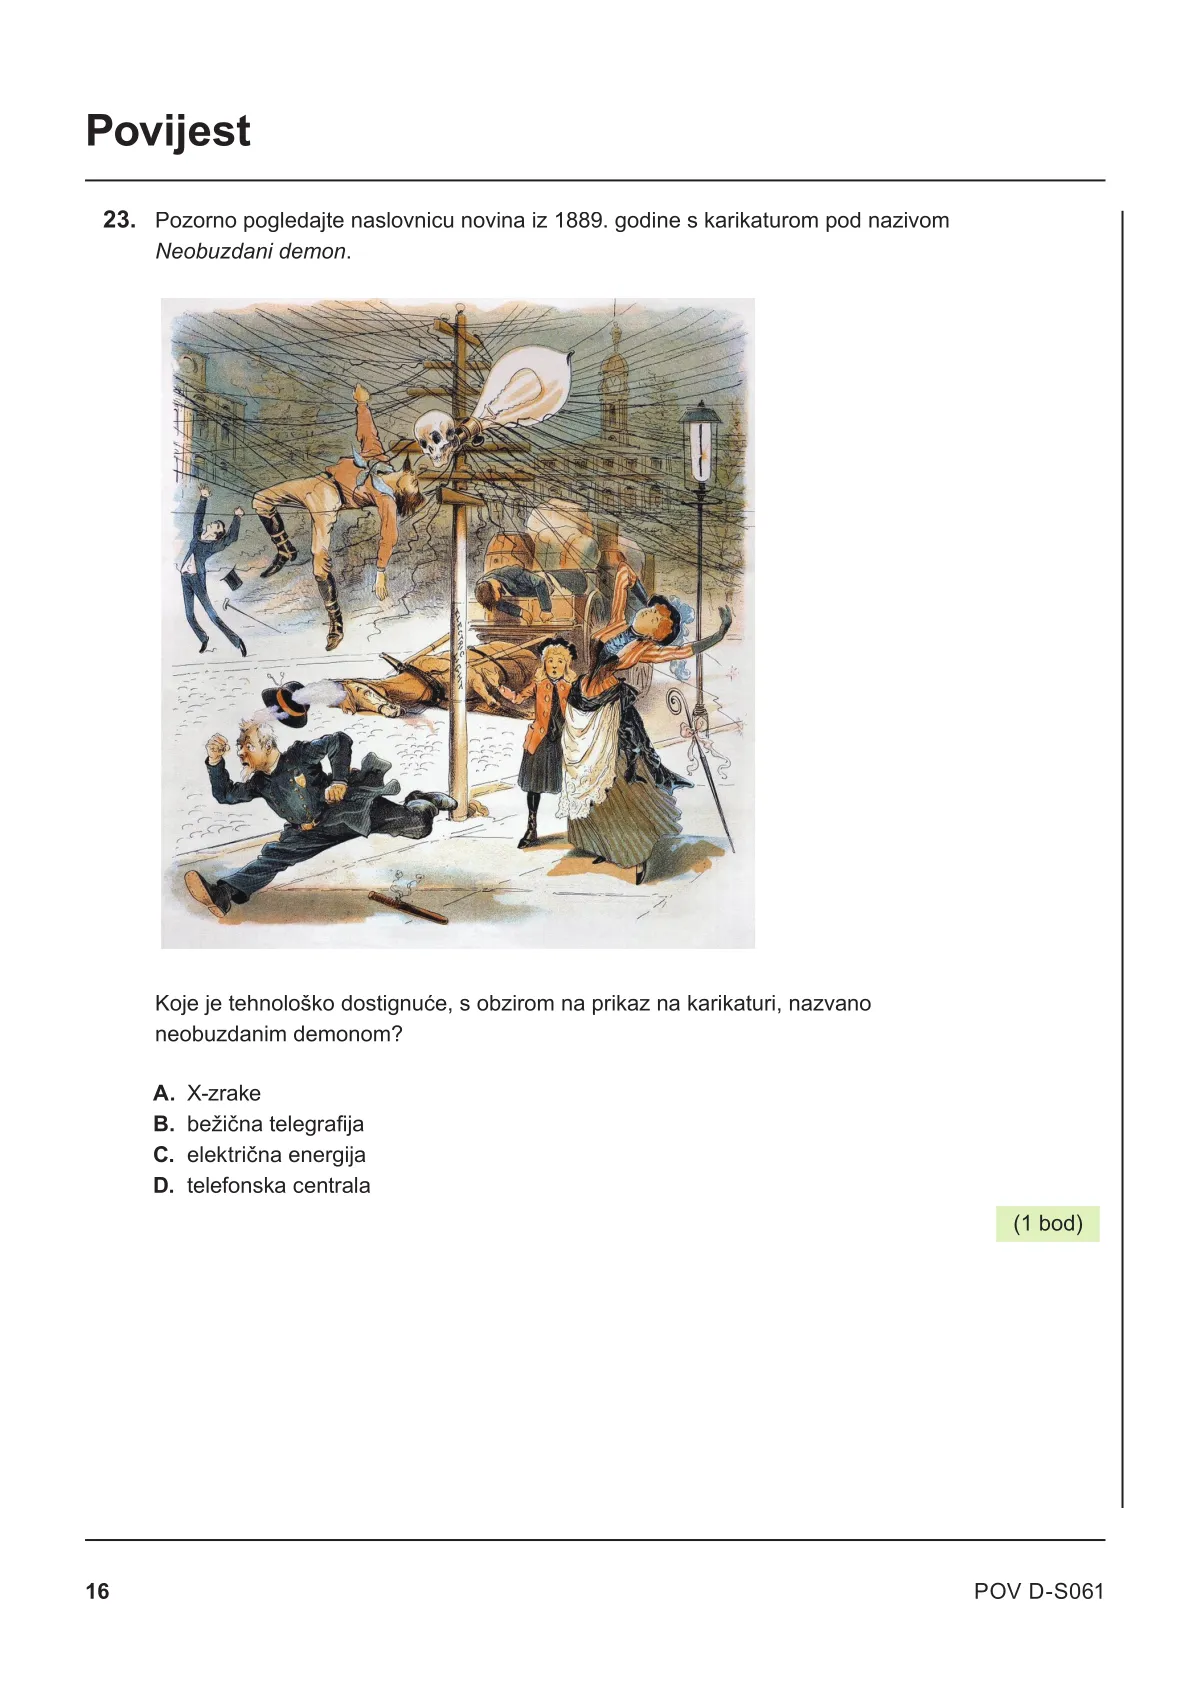 Povijest
23. Pozorno pogledajte naslovnicu novina iz 1889. godine s karikaturom pod nazivom
Neobuzdani demon.
Koje je tehnološko dostignuće, s obzirom na prikaz na karikaturi, nazvano
neobuzdanim demonom?
A. X-zrake
B. bežična telegrafija
C. električna energija
D. telefonska centrala
(1 bod)
16
POV D-S061